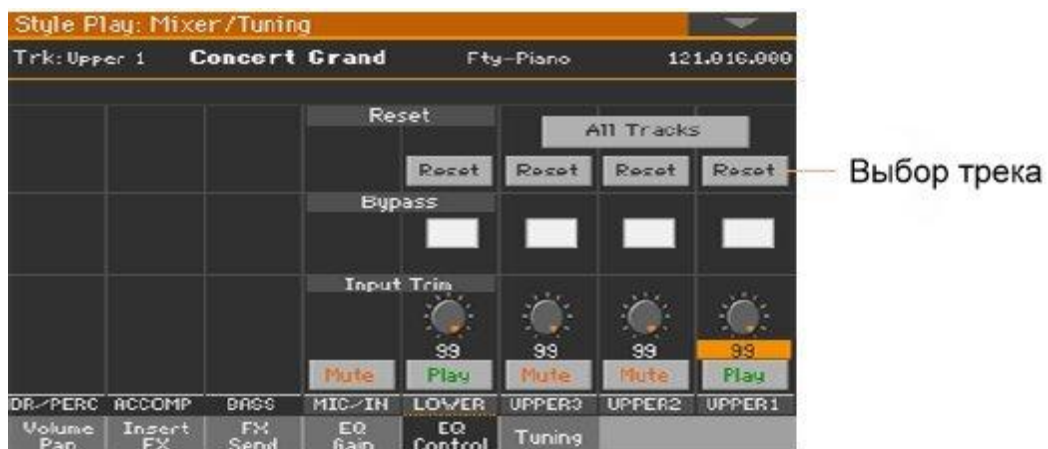 Style Play: Mixer/Tuning
Trk: Upper 1 Concert Grand Fty-Piano 121.016.000
Reset All Tracks
Reset Reset Reset Reset Выбор трека
Bypass
Input Trim
99 99 99 99
Mute Play Mute Mute Play
DR/PERC ACCOMP BASS MIC/IN LOWER UPPER3 UPPER2 UPPER1
Volume Pan Insert FX FX Send EQ Gain EQ Control Tuning